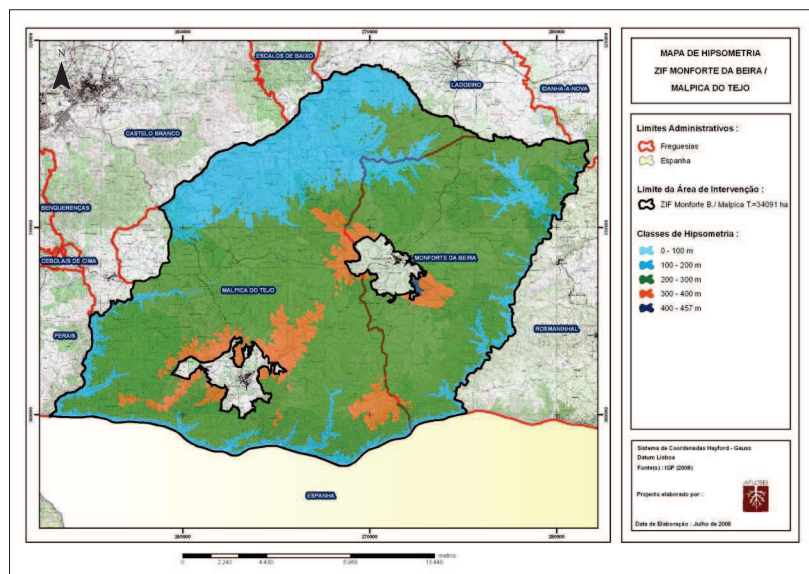 MAPA DE HIPSOMETRIA
ZIF MONFORTE DA BEIRA /
MALPICA DO TEJO
Limites Administrativos :
Freguesias
Espanha
Limite da Área de Intervenção :
ZIF Monforte B./ Malpica T.=34091 ha
Classes de Hipsometria :
0 - 100 m
100 - 200 m
200 - 300 m
300 - 400 m
400 - 457 m
Sistema de Coordenadas Hayford - Gauss
Datum Lisboa
Fonte(s) : IGP (2008)
Projecto elaborado por :
AFLOBEI
Data de Elaboração : Julho de 2008
260000
270000
280000
N
ESCALOS DE BAIXO
LADOEIRO
IDANHA-A-NOVA
CASTELO BRANCO
BENQUERENÇAS
CEBOLAIS DE CIMA
MONFORTE DA BEIRA
MALPICA DO TEJO
PERAIS
ROSMANINHAL
ESPANHA
260000
270000
280000
metros
0
2.240
4.480
8.960
13.440